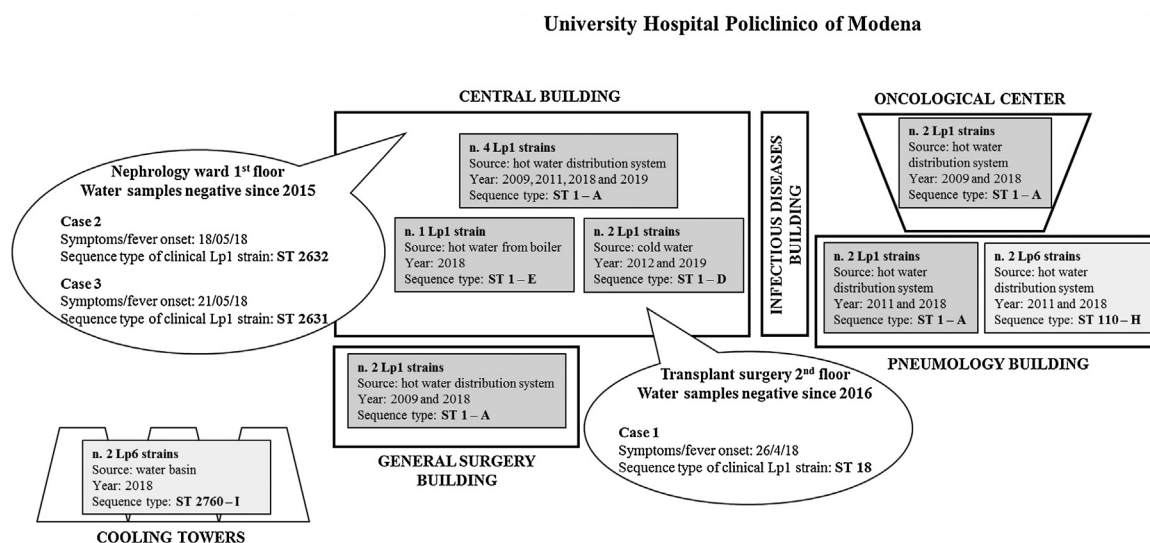 University Hospital Policlinico of Modena
CENTRAL BUILDING
n. 4 Lp1 strains
Source: hot water distribution system
Year: 2009, 2011, 2018 and 2019
Sequence type: ST 1 – A
n. 1 Lp1 strain
Source: hot water from boiler
Year: 2018
Sequence type: ST 1 – E
n. 2 Lp1 strains
Source: cold water
Year: 2012 and 2019
Sequence type: ST 1 – D
Nephrology ward 1st floor
Water samples negative since 2015
Case 2
Symptoms/fever onset: 18/05/18
Sequence type of clinical Lp1 strain: ST 2632
Case 3
Symptoms/fever onset: 21/05/18
Sequence type of clinical Lp1 strain: ST 2631
INFECTIOUS DISEASES
BUILDING
ONCOLOGICAL CENTER
n. 2 Lp1 strains
Source: hot water
distribution system
Year: 2009 and 2018
Sequence type: ST 1 – A
n. 2 Lp1 strains
Source: hot water
distribution system
Year: 2011 and 2018
Sequence type: ST 1 – A
n. 2 Lp6 strains
Source: hot water
distribution system
Year: 2011 and 2018
Sequence type: ST 110 – H
PNEUMOLOGY BUILDING
n. 2 Lp1 strains
Source: hot water distribution system
Year: 2009 and 2018
Sequence type: ST 1 – A
GENERAL SURGERY
BUILDING
Transplant surgery 2nd floor
Water samples negative since 2016
Case 1
Symptoms/fever onset: 26/4/18
Sequence type of clinical Lp1 strain: ST 18
n. 2 Lp6 strains
Source: water basin
Year: 2018
Sequence type: ST 2760 – I
COOLING TOWERS